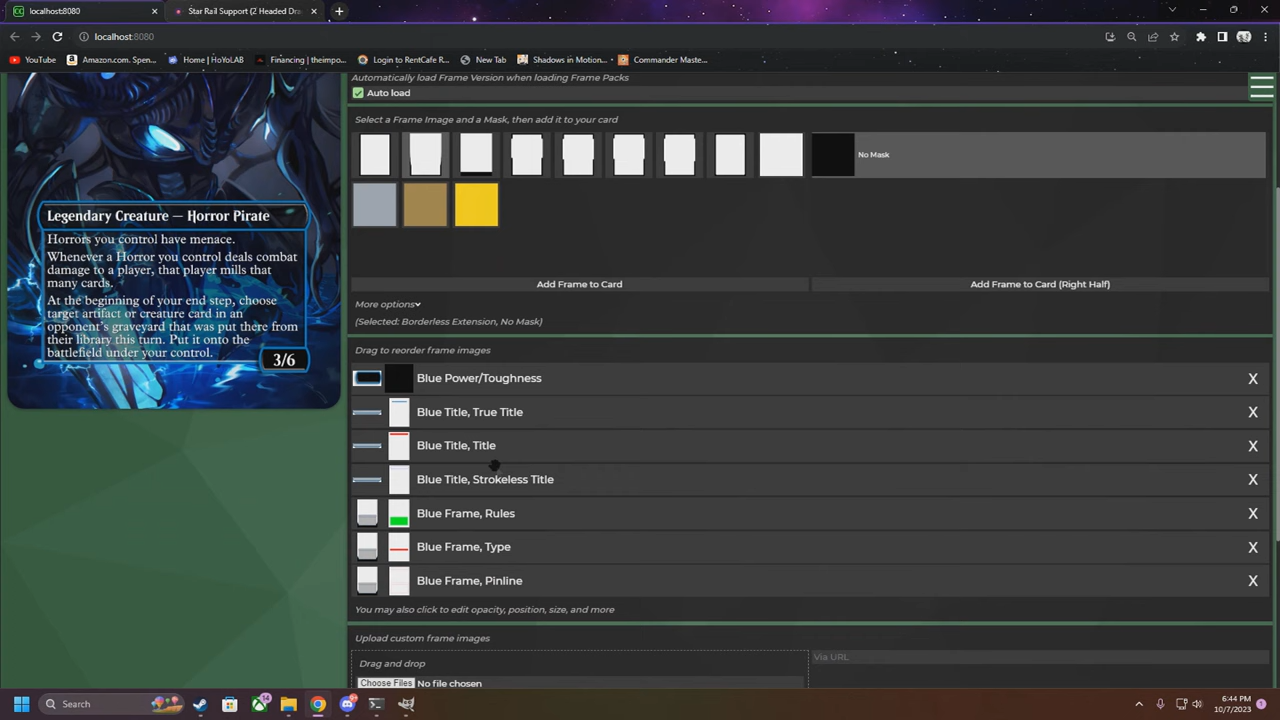 localhost:8080
Star Rail Support (2 Headed Dra
localhost:8080
YouTube
Amazon.com. Spen...
Home | HoYoLAB
Financing | theimpo...
Login to RentCafe R...
New Tab
Shadows in Motion...
Commander Maste...
Automatically load Frame Version when loading Frame Packs
Auto load
Select a Frame Image and a Mask, then add it to your card
No Mask
Legendary Creature — Horror Pirate
Horrors you control have menace.
Whenever a Horror you control deals combat
damage to a player, that player mills that
many cards.
At the beginning of your end step, choose
target artifact or creature card in an
opponent's graveyard that was put there from
their library this turn. Put it onto the
battlefield under your control.
3/6
Add Frame to Card
Add Frame to Card (Right Half)
More options
(Selected: Borderless Extension, No Mask)
Drag to reorder frame images
Blue Power/Toughness
X
Blue Title, True Title
X
Blue Title, Title
X
Blue Title, Strokeless Title
X
Blue Frame, Rules
X
Blue Frame, Type
X
Blue Frame, Pinline
X
You may also click to edit opacity, position, size, and more
Upload custom frame images
Drag and drop
Via URL
Choose Files No file chosen
Search
14
9+
6:44 PM
10/7/2023
1